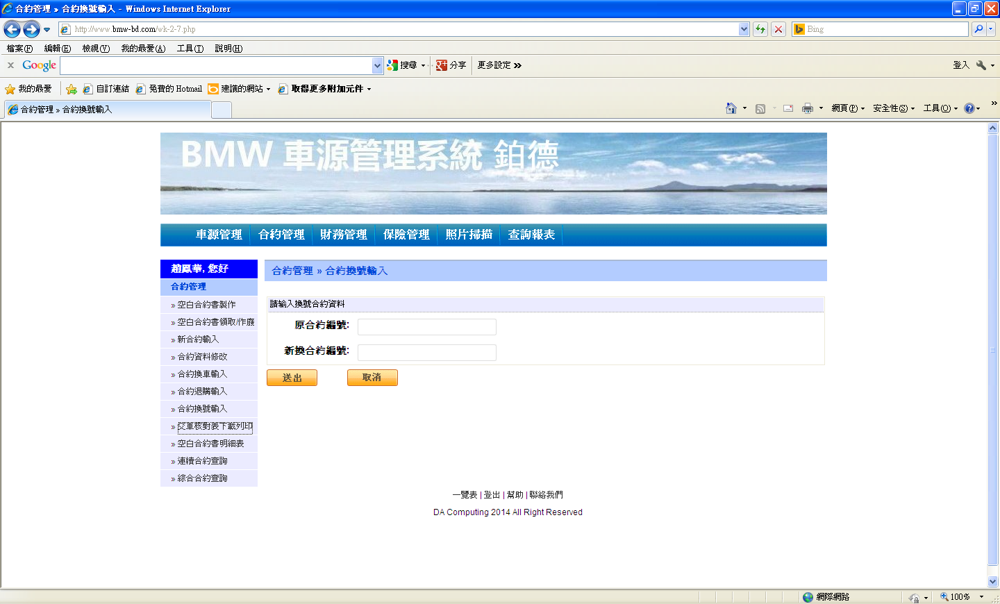 合約管理 » 合約換號輸入 - Windows Internet Explorer
http://www.bmw-bd.com/wk-2-7.php
Bing
檔案(F) 編輯(E) 檢視(V) 我的最愛(A) 工具(T) 說明(H)
x Google 搜尋 分享 更多設定 » 登入
我的最愛 自訂連結 免費的 Hotmail 建議的網站 取得更多附加元件
合約管理 » 合約換號輸入
網頁(P) 安全性(S) 工具(O) »
BMW 車源管理系統 鉑德
車源管理 合約管理 財務管理 保險管理 照片掃描 查詢報表
趙鳳華, 您好
合約管理
» 空白合約書製作
» 空白合約書領取/作廢
» 新合約輸入
» 合約資料修改
» 合約換車輸入
» 合約退購輸入
» 合約換號輸入
» 交車核對表下載列印
» 空白合約書明細表
» 連續合約查詢
» 綜合合約查詢
合約管理 » 合約換號輸入
請輸入換號合約資料
原合約編號:
新換合約編號:
送出 取消
一覽表 | 登出 | 幫助 | 聯絡我們
DA Computing 2014 All Right Reserved
網際網路
100%